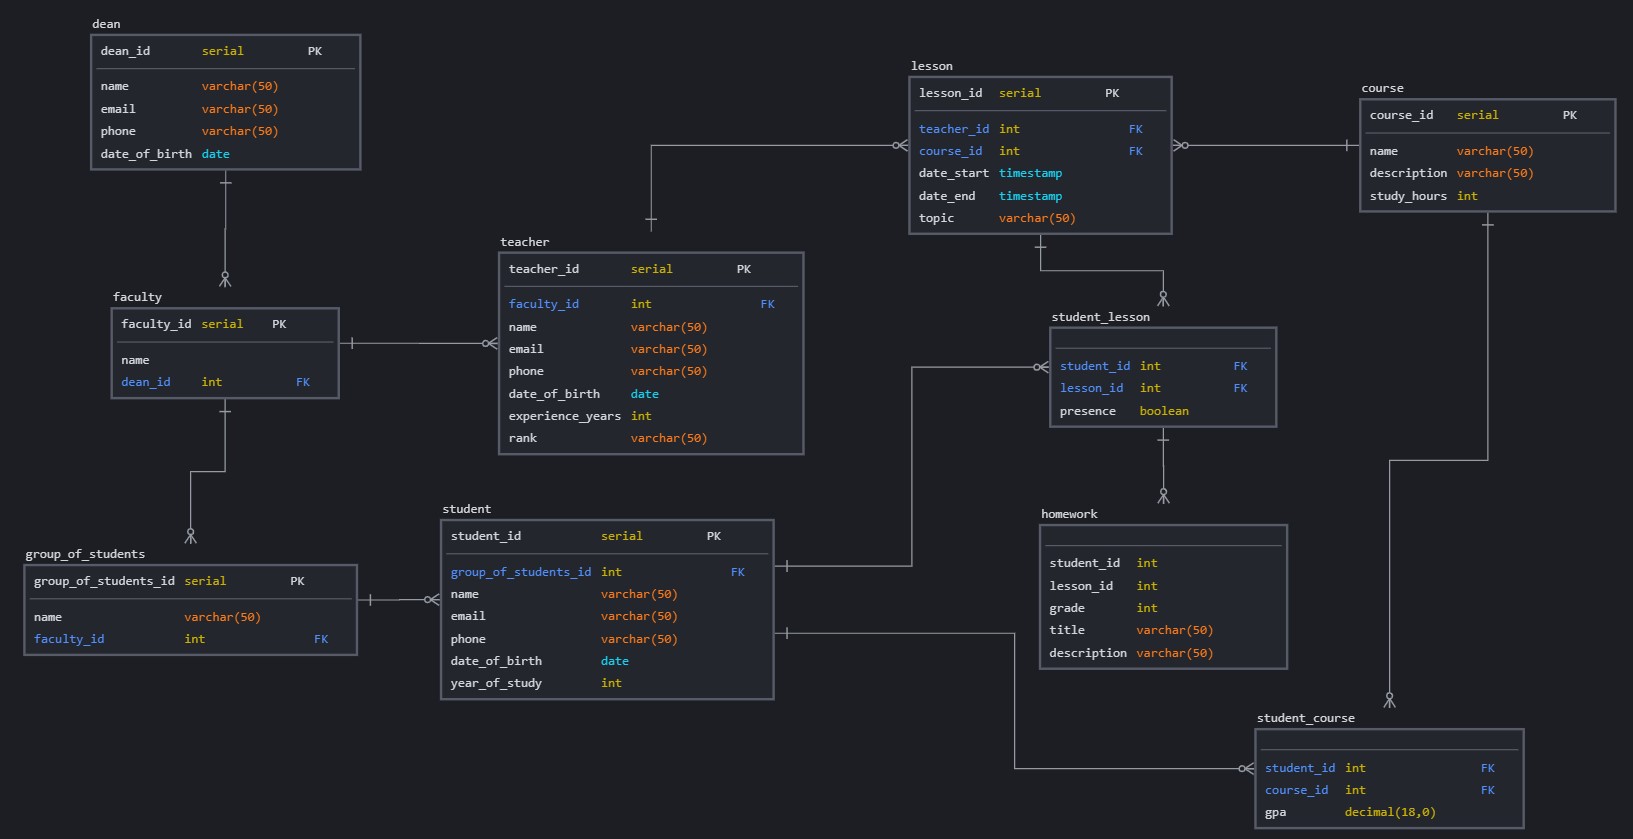 dean
dean_id serial PK
name varchar(50)
email varchar(50)
phone varchar(50)
date_of_birth date
faculty
faculty_id serial PK
name
dean_id int FK
group_of_students
group_of_students_id serial PK
name varchar(50)
faculty_id int FK
teacher
teacher_id serial PK
faculty_id int FK
name varchar(50)
email varchar(50)
phone varchar(50)
date_of_birth date
experience_years int
rank varchar(50)
student
student_id serial PK
group_of_students_id int FK
name varchar(50)
email varchar(50)
phone varchar(50)
date_of_birth date
year_of_study int
lesson
lesson_id serial PK
teacher_id int FK
course_id int FK
date_start timestamp
date_end timestamp
topic varchar(50)
course
course_id serial PK
name varchar(50)
description varchar(50)
study_hours int
student_lesson
student_id int FK
lesson_id int FK
presence boolean
homework
student_id int
lesson_id int
grade int
title varchar(50)
description varchar(50)
student_course
student_id int FK
course_id int FK
gpa decimal(18,0)